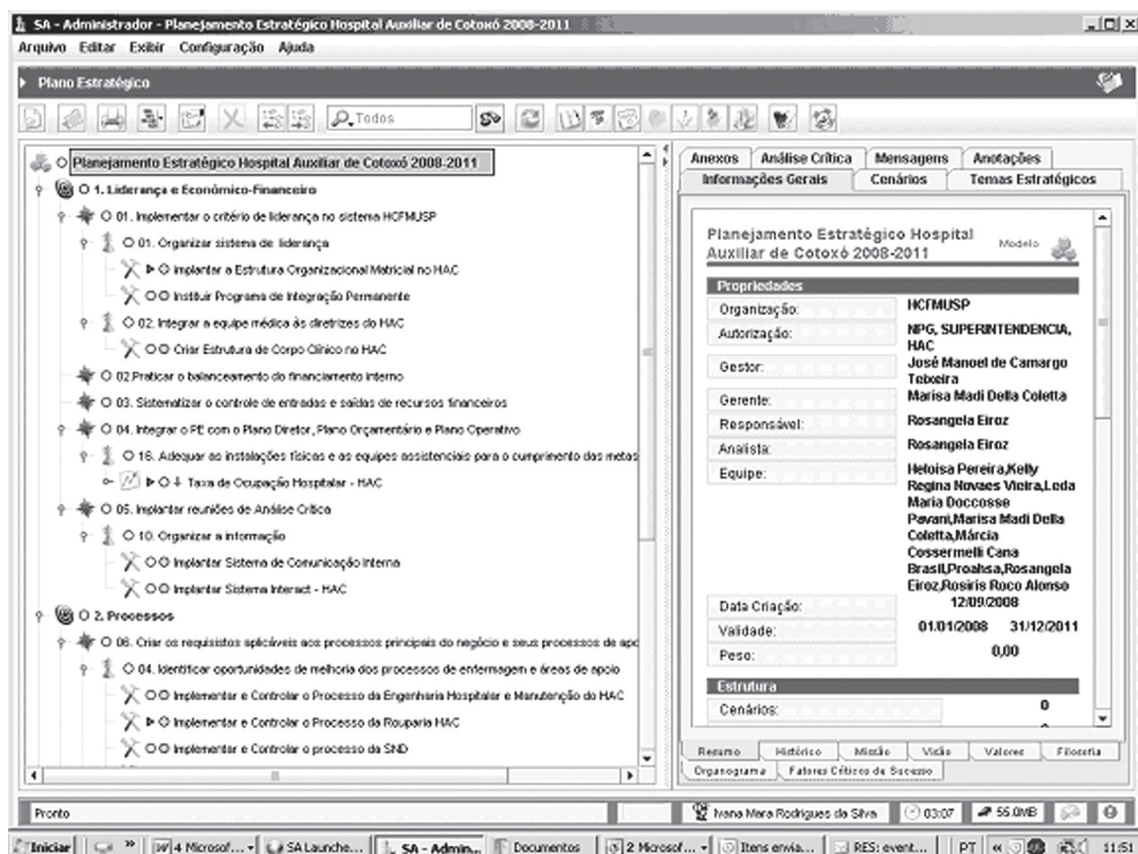 SA - Administrador - Planejamento Estratégico Hospital Auxiliar de Cotoxó 2008-2011
Arquivo Editar Exibir Configuração Ajuda
Plano Estratégico
Todos
Planejamento Estratégico Hospital Auxiliar de Cotoxó 2008-2011
1. Liderança e Econômico-Financeiro
01. Implementar o critério de liderança no sistema HCFMUSP
01. Organizar sistema de liderança
Implantar a Estrutura Organizacional Matricial no HAC
Instituir Programa de Integração Permanente
02. Integrar a equipe médica às diretrizes do HAC
Criar Estrutura de Corpo Clínico no HAC
02.Praticar o balanceamento do financiamento interno
03. Sistematizar o controle de entradas e saídas de recursos financeiros
04. Integrar o PE com o Plano Diretor, Plano Orçamentário e Plano Operativo
16. Adequar as instalações físicas e as equipes assistenciais para o cumprimento das metas
Taxa de Ocupação Hospitalar - HAC
05. Implantar reuniões de Análise Crítica
10. Organizar a informação
Implantar Sistema de Comunicação Interna
Implantar Sistema Interact - HAC
2. Processos
06. Criar os requisistos aplicáveis aos processos principais do negócio e seus processos de apo
04. Identificar oportunidades de melhoria dos processos de enfermagem e áreas de apoio
Implementar e Controlar o Processo da Engenharia Hospitalar e Manutenção do HAC
Implementar e Controlar o Processo da Rouparia HAC
Implementar e Controlar o processo da SND
Anexos Análise Crítica Mensagens Anotações
Informações Gerais Cenários Temas Estratégicos
Planejamento Estratégico Hospital
Auxiliar de Cotoxó 2008-2011 Modelo
Propriedades
Organização: HCFMUSP
Autorização: NPG, SUPERINTENDENCIA,
HAC
Gestor: José Manoel de Camargo
Teixeira
Gerente: Marisa Madi Della Coletta
Responsável: Rosangela Eiroz
Analista: Rosangela Eiroz
Equipe: Heloisa Pereira,Kelly
Regina Novaes Vieira,Leda
Maria Doccosse
Pavani,Marisa Madi Della
Coletta,Márcia
Cossermelli Cana
Brasil,Proahsa,Rosangela
Eiroz,Rosiris Roco Alonso
Data Criação: 12/09/2008
Validade: 01/01/2008 31/12/2011
Peso: 0,00
Estrutura
Cenários: 0
Resumo Histórico Missão Visão Valores Filosofia
Organograma Fatores Críticos de Sucesso
Pronto Ivana Mara Rodrigues da Silva 03:07 55.0MB
Iniciar 4 Microsof... SA Launche... SA - Admin... Documentos 2 Microsof... Itens envia... RES: event... PT 11:51